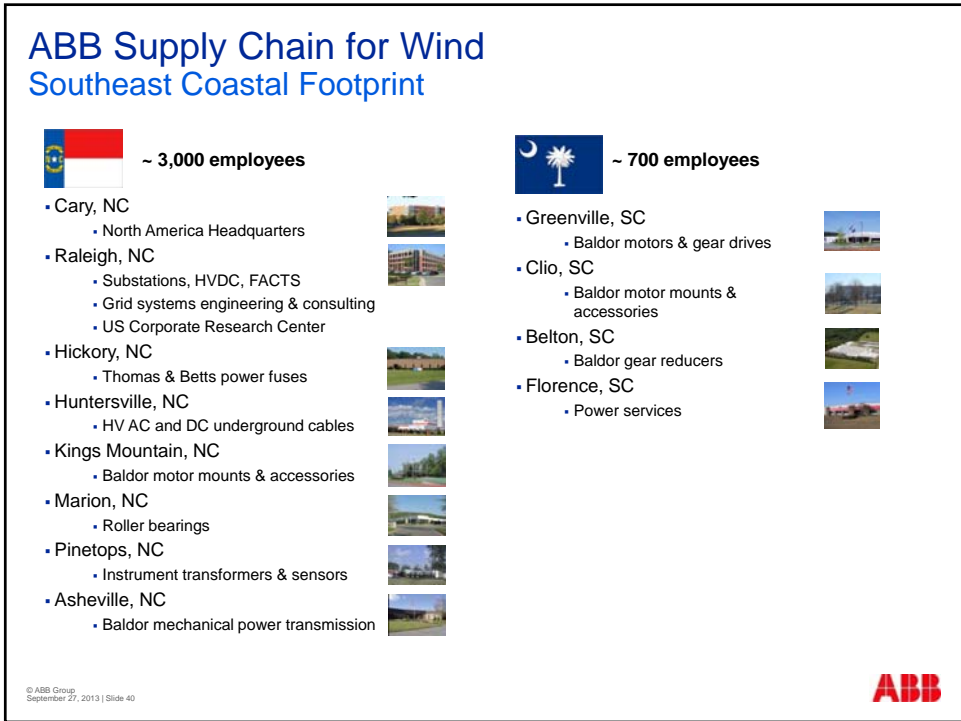 ABB Supply Chain for Wind
Southeast Coastal Footprint
~ 3,000 employees
▪ Cary, NC
▪ North America Headquarters
▪ Raleigh, NC
▪ Substations, HVDC, FACTS
▪ Grid systems engineering & consulting
▪ US Corporate Research Center
▪ Hickory, NC
▪ Thomas & Betts power fuses
▪ Huntersville, NC
▪ HV AC and DC underground cables
▪ Kings Mountain, NC
▪ Baldor motor mounts & accessories
▪ Marion, NC
▪ Roller bearings
▪ Pinetops, NC
▪ Instrument transformers & sensors
▪ Asheville, NC
▪ Baldor mechanical power transmission
~ 700 employees
▪ Greenville, SC
▪ Baldor motors & gear drives
▪ Clio, SC
▪ Baldor motor mounts &
accessories
▪ Belton, SC
▪ Baldor gear reducers
▪ Florence, SC
▪ Power services
© ABB Group
September 27, 2013 | Slide 40
ABB